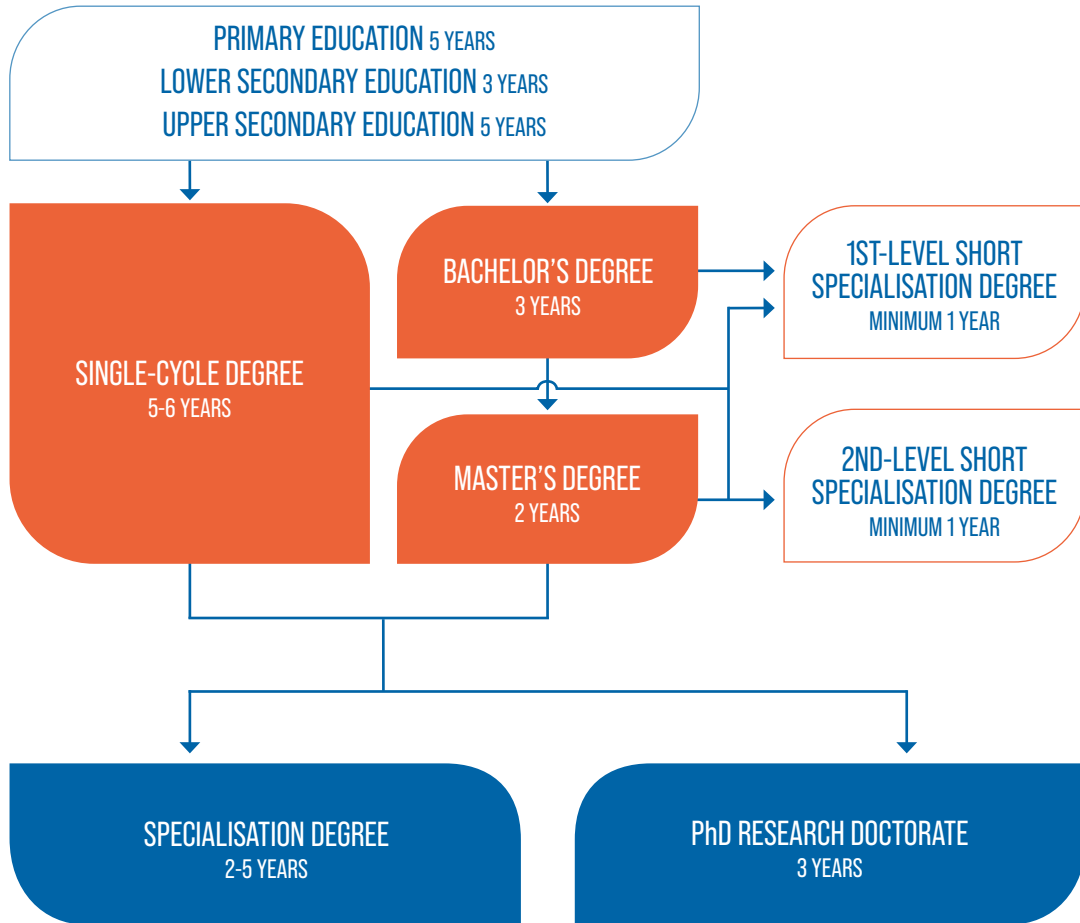 PRIMARY EDUCATION 5 YEARS
LOWER SECONDARY EDUCATION 3 YEARS
UPPER SECONDARY EDUCATION 5 YEARS
SINGLE-CYCLE DEGREE
5-6 YEARS
BACHELOR'S DEGREE
3 YEARS
1ST-LEVEL SHORT
SPECIALISATION DEGREE
MINIMUM 1 YEAR
MASTER'S DEGREE
2 YEARS
2ND-LEVEL SHORT
SPECIALISATION DEGREE
MINIMUM 1 YEAR
SPECIALISATION DEGREE
2-5 YEARS
PhD RESEARCH DOCTORATE
3 YEARS